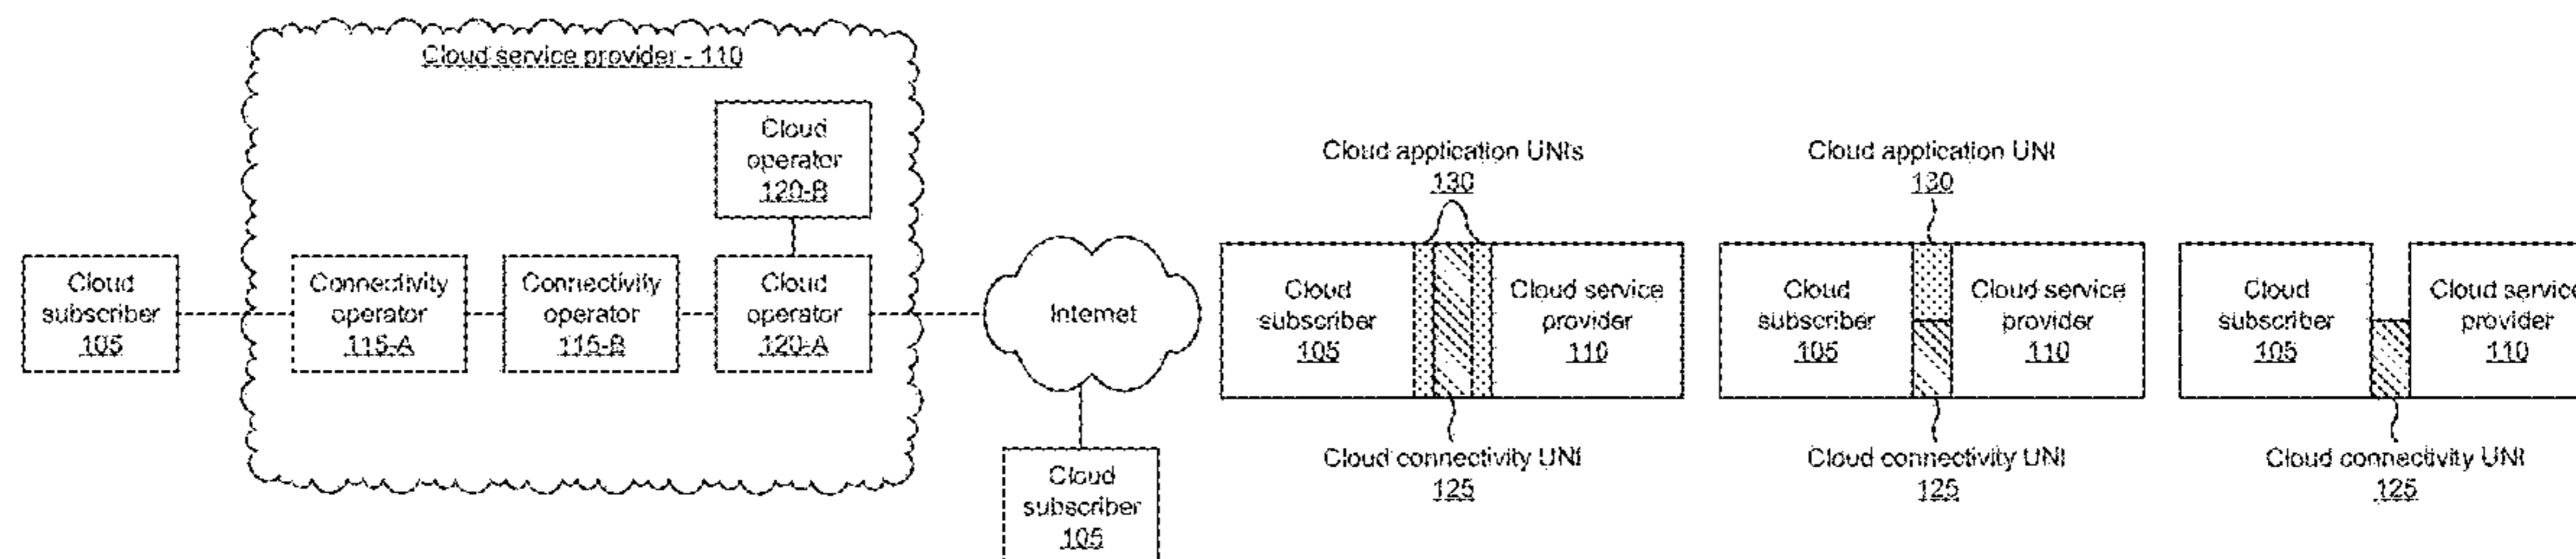 Cloud service provider - 110
Cloud
operator
120-B
Cloud
subscriber
105
Connectivity
operator
115-A
Connectivity
operator
115-B
Cloud
operator
120-A
Internet
Cloud
subscriber
105
Cloud application UNIs
130
Cloud
subscriber
105
Cloud service
provider
110
Cloud connectivity UNI
125
Cloud application UNI
130
Cloud
subscriber
105
Cloud service
provider
110
Cloud connectivity UNI
125
Cloud
subscriber
105
Cloud service
provider
110
Cloud connectivity UNI
125